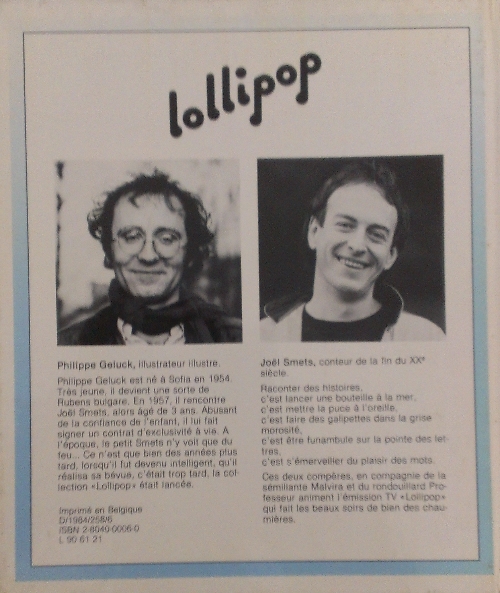 lollipop
Philippe Geluck, illustrateur illustre.
Philippe Geluck est né à Sofia en 1954.
Très jeune, il devient une sorte de
Rubens bulgare. En 1957, il rencontre
Joël Smets, alors âgé de 3 ans. Abusant
de la confiance de l'enfant, il lui fait
signer un contrat d'exclusivité à vie. À
l'époque, le petit Smets n'y voit que du
feu... Ce n'est que bien des années plus
tard, lorsqu'il fut devenu intelligent, qu'il
réalisa sa bévue, c'était trop tard, la col-
lection «Lollipop» était lancée.
Imprimé en Belgique
D/1984/258/6
ISBN 2-8040-0006-0
L 90 61 21
Joël Smets, conteur de la fin du XXe
siècle.
Raconter des histoires,
c'est lancer une bouteille à la mer,
c'est mettre la puce à l'oreille,
c'est faire des galipettes dans la grise
morosité,
c'est être funambule sur la pointe des let-
tres,
c'est s'émerveiller du plaisir des mots.
Ces deux compères, en compagnie de la
sémillante Malvira et du rondouillard Pro-
fesseur animent l'émission TV «Lollipop»
qui fait les beaux soirs de bien des chau-
mières.